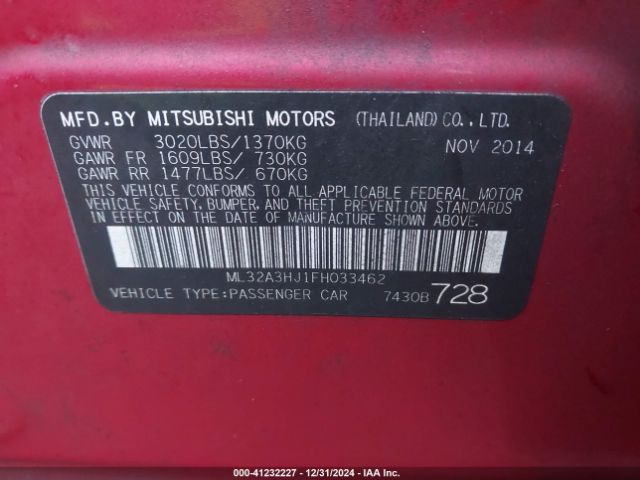 MFD.BY MITSUBISHI MOTORS (THAILAND)CO.,LTD.
GVWR 3020LBS/1370KG NOV 2014
GAWR FR 1609LBS/ 730KG
GAWR RR 1477LBS/ 670KG
THIS VEHICLE CONFORMS TO ALL APPLICABLE FEDERAL MOTOR
VEHICLE SAFETY, BUMPER, AND THEFT PREVENTION STANDARDS
IN EFFECT ON THE DATE OF MANUFACTURE SHOWN ABOVE.
ML32A3HJ1FH033462
VEHICLE TYPE:PASSENGER CAR 7430B 728
000-41232227 - 12/31/2024 - IAA Inc.